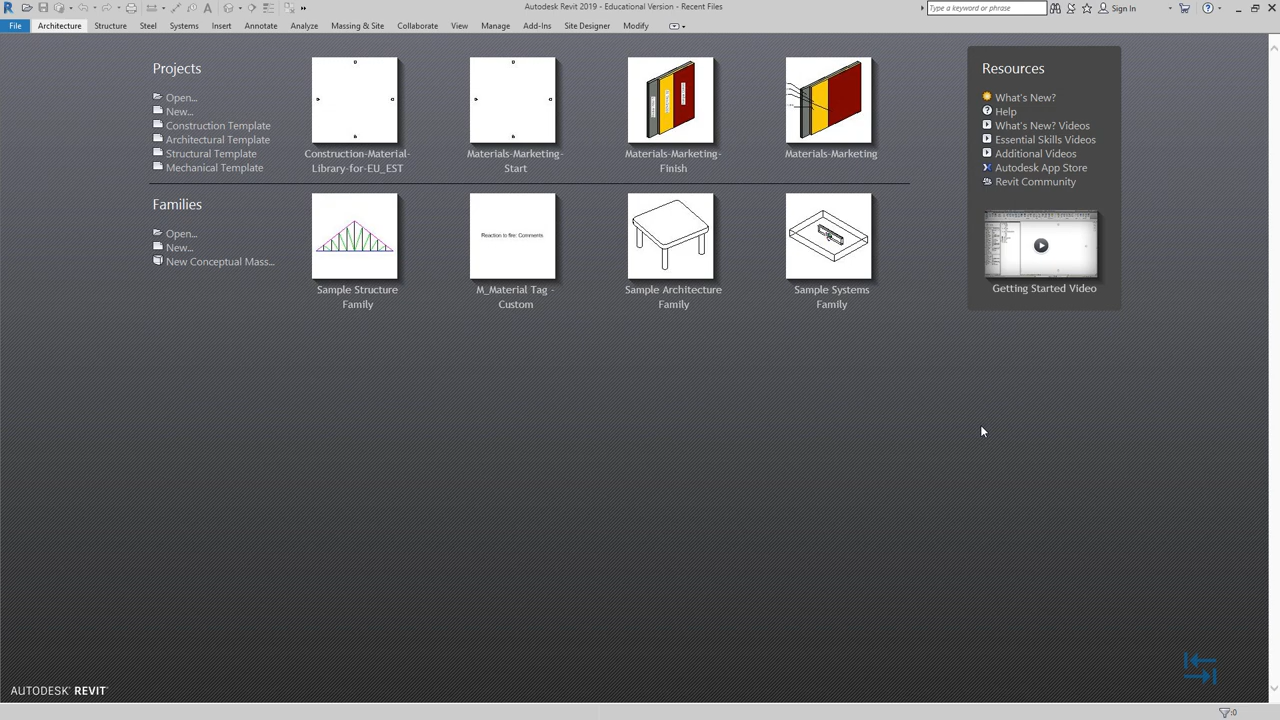 Autodesk Revit 2019 - Educational Version - Recent Files
Type a keyword or phrase
Sign In
File Architecture Structure Steel Systems Insert Annotate Analyze Massing & Site Collaborate View Manage Add-Ins Site Designer Modify
Projects
Open...
New...
Construction Template
Architectural Template
Structural Template
Mechanical Template
Construction-Material-
Library-for-EU_EST
Materials-Marketing-
Start
Materials-Marketing-
Finish
Materials-Marketing
Families
Open...
New...
New Conceptual Mass...
Sample Structure
Family
Reaction to fire: Comments.
M_Material Tag -
Custom
Sample Architecture
Family
Sample Systems
Family
Resources
What's New?
Help
What's New? Videos
Essential Skills Videos
Additional Videos
Autodesk App Store
Revit Community
Getting Started Video
AUTODESK® REVIT®
:0